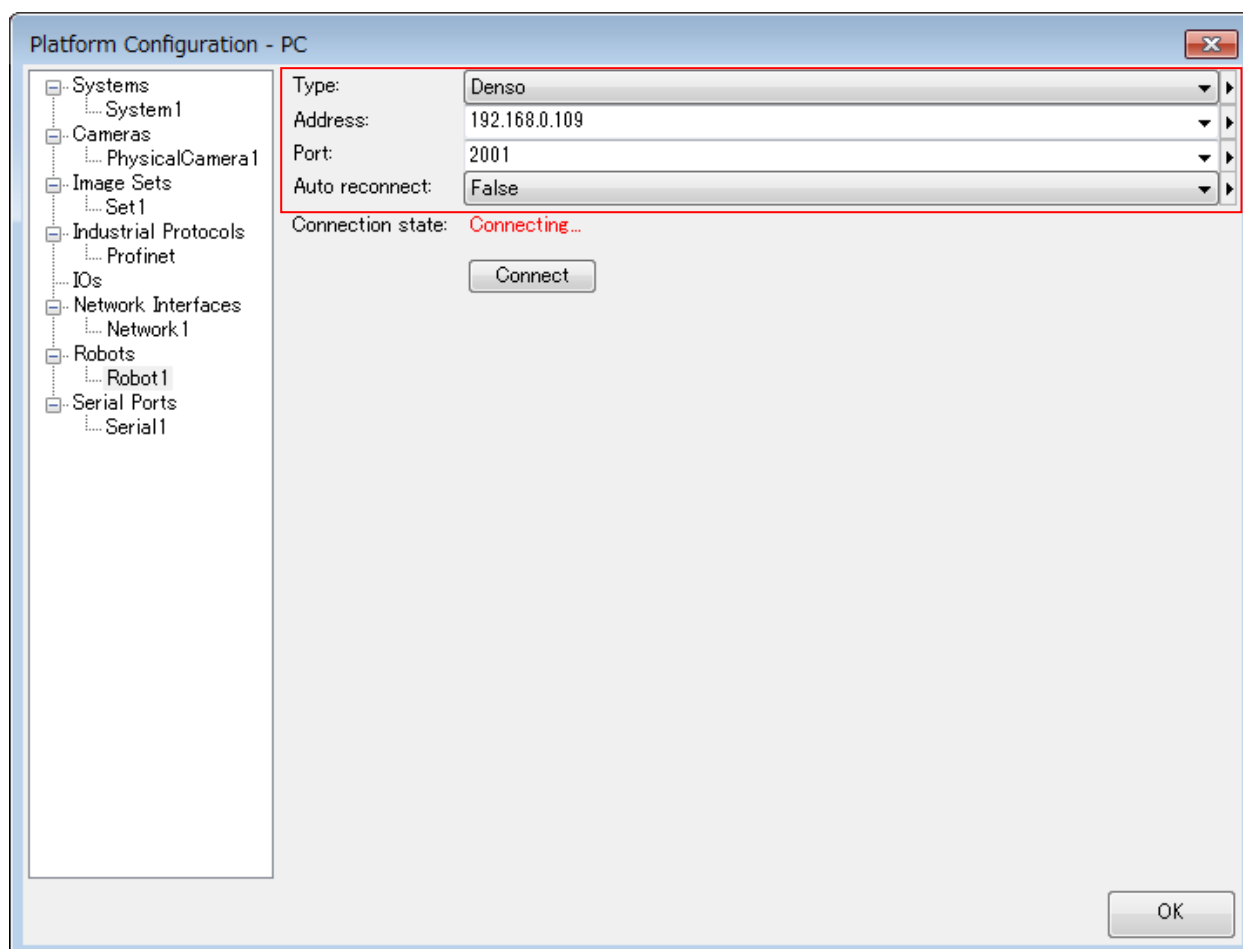 Platform Configuration - PC
Systems
System1
Cameras
PhysicalCamera1
Image Sets
Set1
Industrial Protocols
Profinet
IOs
Network Interfaces
Network1
Robots
Robot1
Serial Ports
Serial1
Type: Denso
Address: 192.168.0.109
Port: 2001
Auto reconnect: False
Connection state: Connecting...
Connect
OK